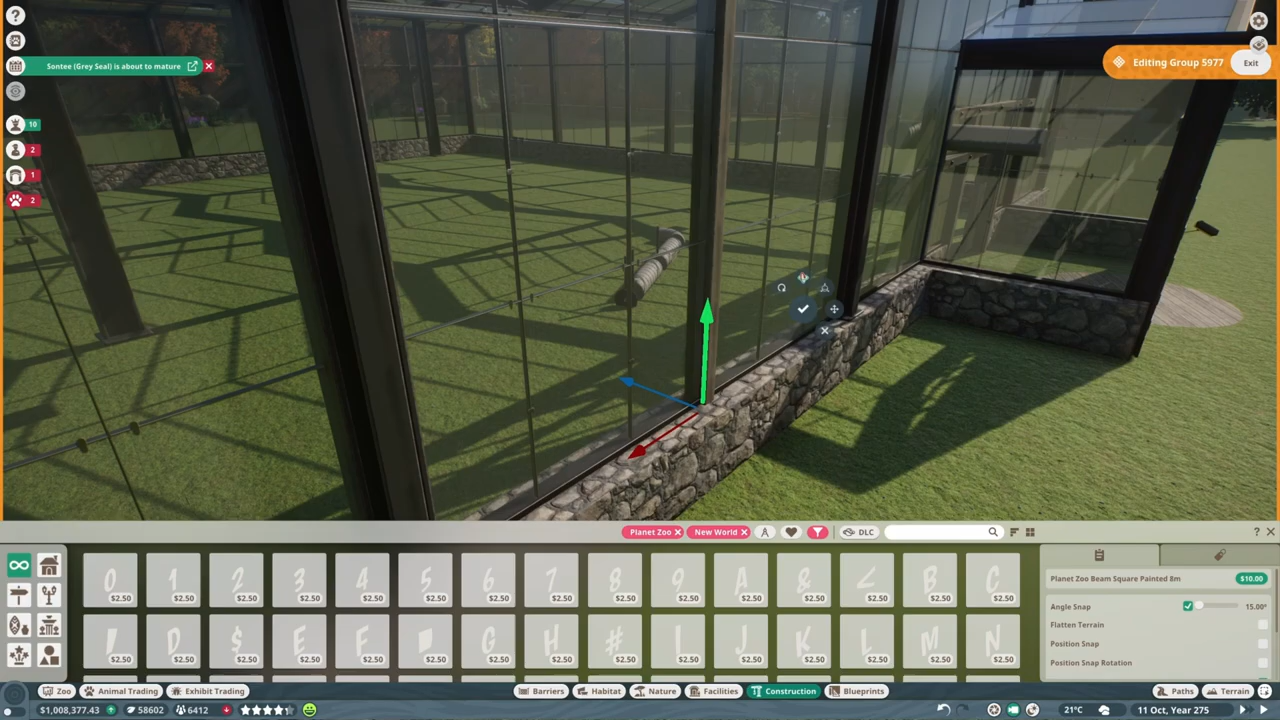 ?
Sontee (Grey Seal) is about to mature
Editing Group 5977
Exit
10
2
1
2
Planet Zoo
New World
DLC
?
0 $2.50
1 $2.50
2 $2.50
3 $2.50
4 $2.50
5 $2.50
6 $2.50
7 $2.50
8 $2.50
9 $2.50
A $2.50
& $2.50
< $2.50
B $2.50
C $2.50
$2.50
D $2.50
$ $2.50
E $2.50
F $2.50
$2.50
G $2.50
H $2.50
# $2.50
I $2.50
J $2.50
K $2.50
L $2.50
M $2.50
N $2.50
Planet Zoo Beam Square Painted 8m
$10.00
Angle Snap
15.00°
Flatten Terrain
Position Snap
Position Snap Rotation
Zoo
Animal Trading
Exhibit Trading
Barriers
Habitat
Nature
Facilities
Construction
Blueprints
Paths
Terrain
$1,008,377.43
58602
6412
21°C
11 Oct, Year 275